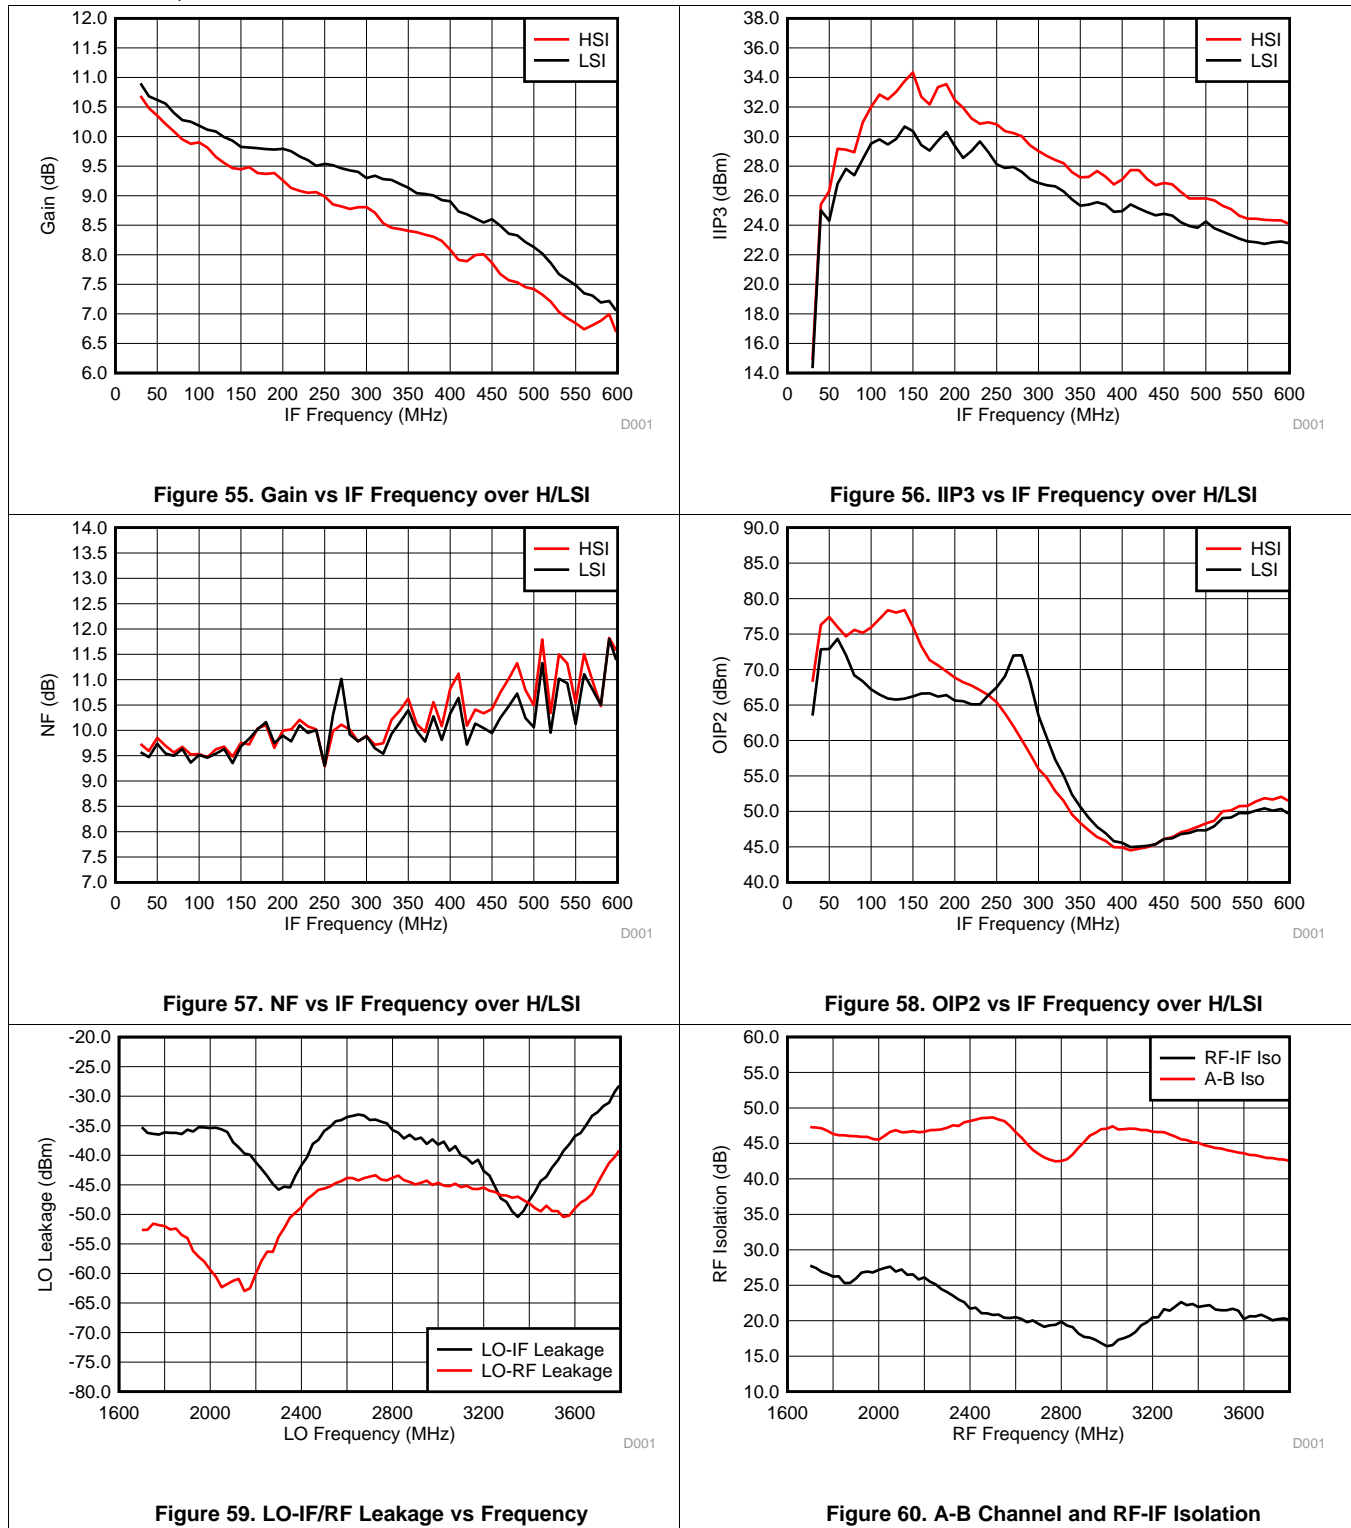 12.0
11.5
11.0
10.5
10.0
9.5
9.0
8.5
8.0
7.5
7.0
6.5
6.0
Gain (dB)
HSI
LSI
0 50 100 150 200 250 300 350 400 450 500 550 600
IF Frequency (MHz)
D001
Figure 55. Gain vs IF Frequency over H/LSI
38.0
36.0
34.0
32.0
30.0
28.0
26.0
24.0
22.0
20.0
18.0
16.0
14.0
IIP3 (dBm)
HSI
LSI
0 50 100 150 200 250 300 350 400 450 500 550 600
IF Frequency (MHz)
D001
Figure 56. IIP3 vs IF Frequency over H/LSI
14.0
13.5
13.0
12.5
12.0
11.5
11.0
10.5
10.0
9.5
9.0
8.5
8.0
7.5
7.0
NF (dB)
HSI
LSI
0 50 100 150 200 250 300 350 400 450 500 550 600
IF Frequency (MHz)
D001
Figure 57. NF vs IF Frequency over H/LSI
90.0
85.0
80.0
75.0
70.0
65.0
60.0
55.0
50.0
45.0
40.0
OIP2 (dBm)
HSI
LSI
0 50 100 150 200 250 300 350 400 450 500 550 600
IF Frequency (MHz)
D001
Figure 58. OIP2 vs IF Frequency over H/LSI
-20.0
-25.0
-30.0
-35.0
-40.0
-45.0
-50.0
-55.0
-60.0
-65.0
-70.0
-75.0
-80.0
LO Leakage (dBm)
LO-IF Leakage
LO-RF Leakage
1600 2000 2400 2800 3200 3600
LO Frequency (MHz)
D001
Figure 59. LO-IF/RF Leakage vs Frequency
60.0
55.0
50.0
45.0
40.0
35.0
30.0
25.0
20.0
15.0
10.0
RF Isolation (dB)
RF-IF Iso
A-B Iso
1600 2000 2400 2800 3200 3600
RF Frequency (MHz)
D001
Figure 60. A-B Channel and RF-IF Isolation